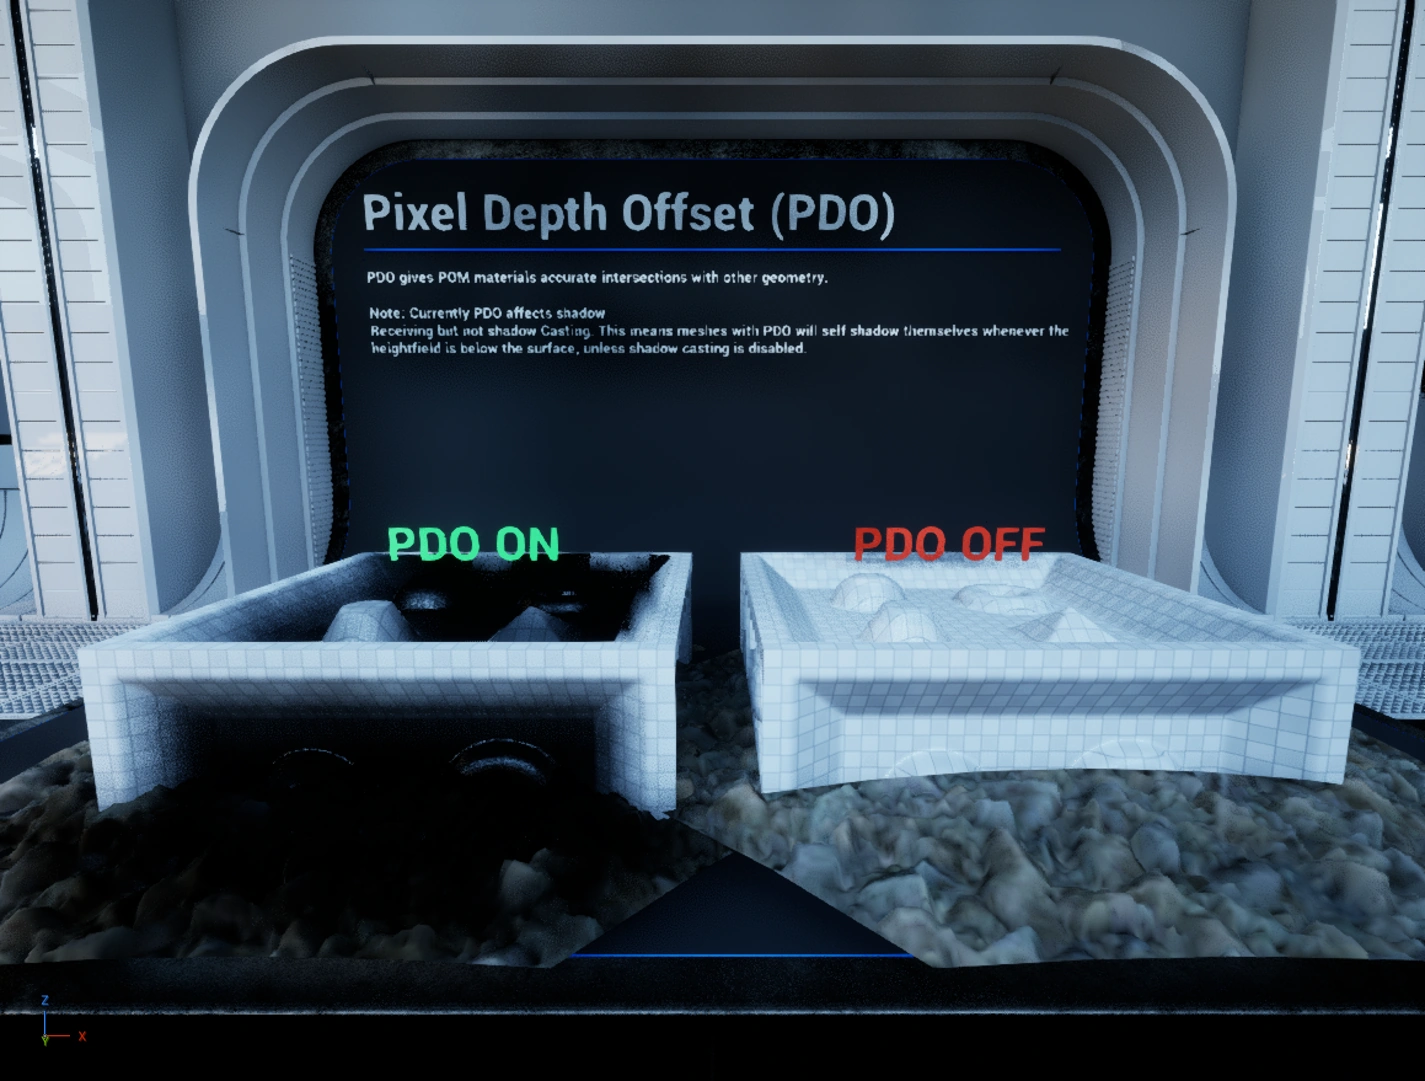 Pixel Depth Offset (PDO)
PDO gives POM materials accurate intersections with other geometry.
Note: Currently PDO affects shadow
Receiving but not shadow Casting. This means meshes with PDO will self shadow themselves whenever the
heightfield is below the surface, unless shadow casting is disabled.
PDO ON
PDO OFF
Z
Y
X